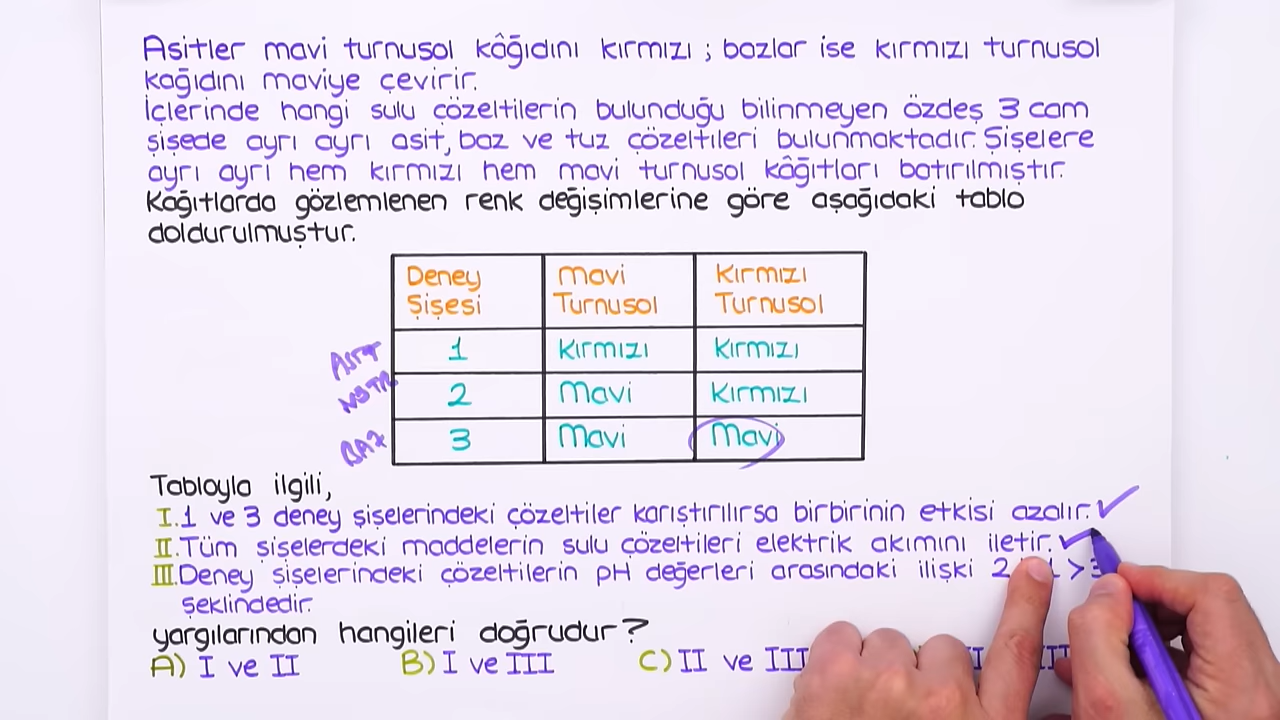 Asitler mavi turnusol kâğıdını kırmızı ; bazlar ise kırmızı turnusol
kağıdını maviye çevirir.
İçlerinde hangi sulu çözeltilerin bulunduğu bilinmeyen özdeş 3 cam
şişede ayrı ayrı asit, baz ve tuz çözeltileri bulunmaktadır. Şişelere
ayrı ayrı hem kırmızı hem mavi turnusol kâğıtları batırılmıştır.
Kağıtlarda gözlemlenen renk değişimlerine göre aşağıdaki tablo
doldurulmuştur.
Deney Şişesi Mavi Turnusol Kırmızı Turnusol
Asit 1 Kırmızı Kırmızı
2 Mavi Kırmızı
BAZ 3 Mavi Mavi
Tabloyla ilgili,
I. 1 ve 3 deney şişelerindeki çözeltiler karıştırılırsa birbirinin etkisi azalır.
II. Tüm şişelerdeki maddelerin sulu çözeltileri elektrik akımını iletir.
III. Deney şişelerindeki çözeltilerin pH değerleri arasındaki ilişki 2 1 > 3
şeklindedir.
yargılarından hangileri doğrudur?
A) I ve II B) I ve III C) II ve III